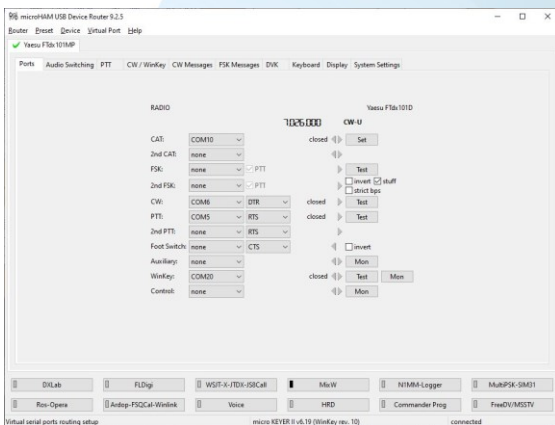 microHAM USB Device Router 9.2.5
Router Preset Device Virtual Port Help
Yaesu FTdx101MP
Ports Audio Switching PTT CW / WinKey CW Messages FSK Messages DVK Keyboard Display System Settings
RADIO Yaesu FTdx101D
7.026.000 CW-U
CAT: COM10 closed Set
2nd CAT: none
FSK: none PTT Test
2nd FSK: none PTT invert stuff
strict bps
CW: COM6 DTR closed Test
PTT: COM5 RTS closed Test
2nd PTT: none RTS
Foot Switch: none CTS invert
Auxiliary: none Mon
WinKey: COM20 closed Test Mon
Control: none Mon
DXLab FLDigi WSJT-X-JTDX-JS8Call MixW N1MM-Logger MultiPSK-SIM31
Ros-Opera Ardop-FSQCal-Winlink Voice HRD Commander Prog FreeDV/MSSTV
Virtual serial ports routing setup micro KEYER II v6.19 (WinKey rev. 10) connected